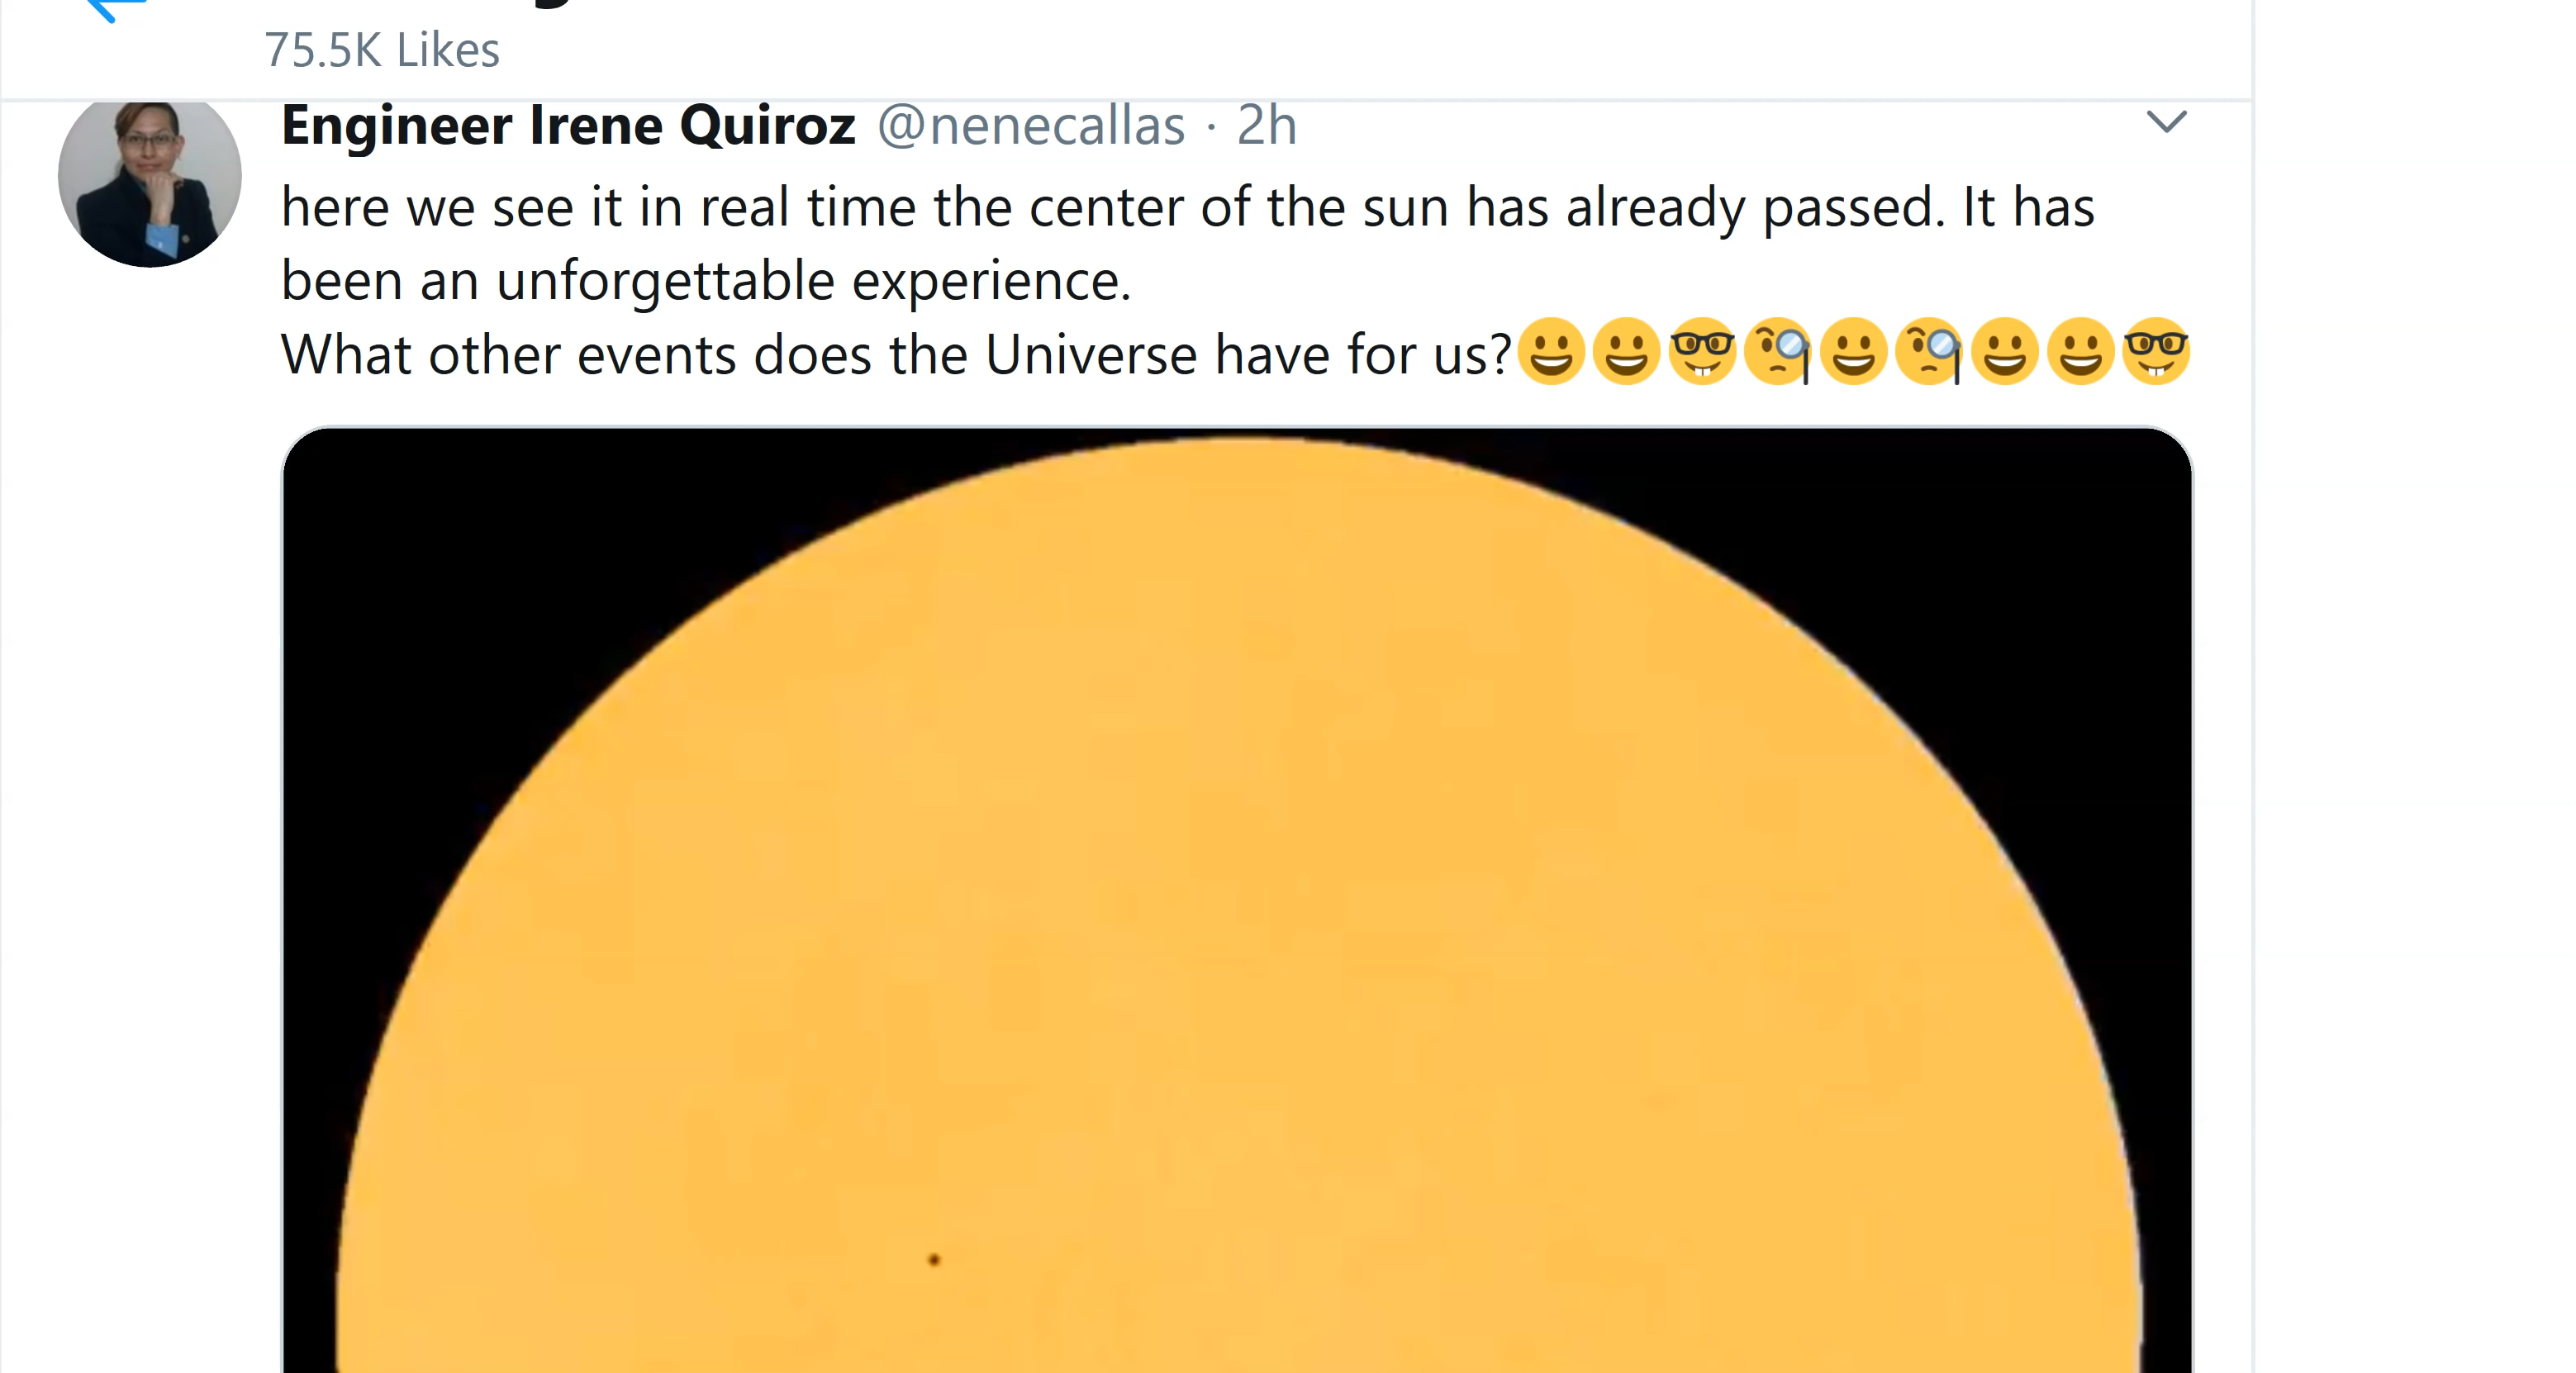 75.5K Likes
Engineer Irene Quiroz @nenecallas · 2h
here we see it in real time the center of the sun has already passed. It has
been an unforgettable experience.
What other events does the Universe have for us?😀😀🤓🧐😀🧐😀😀🤓